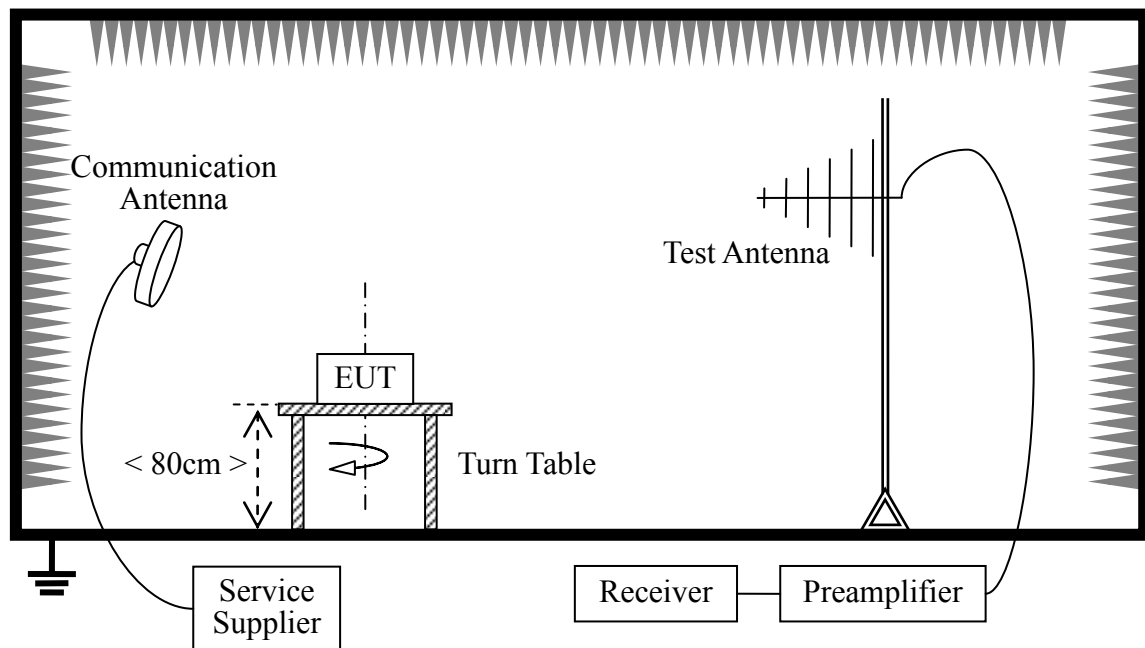 Communication
Antenna
Test Antenna
EUT
< 80cm >
Turn Table
Service
Supplier
Receiver
Preamplifier